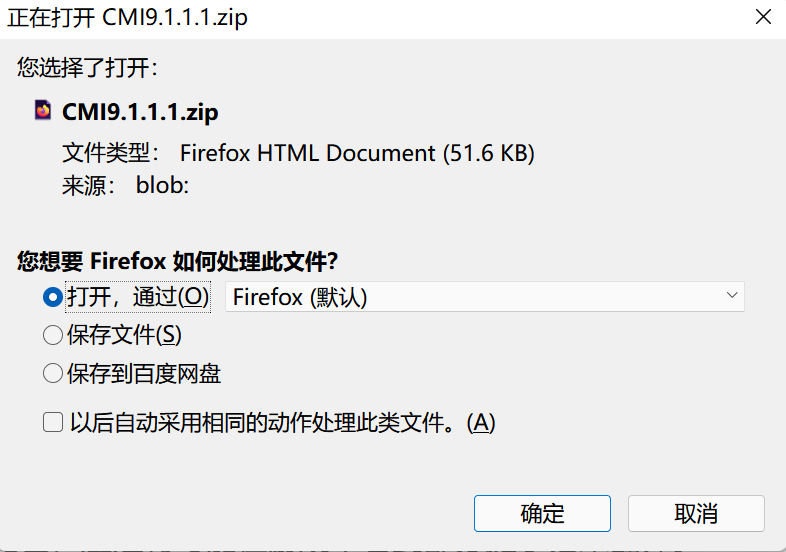 正在打开 CMI9.1.1.1.zip
您选择了打开：
CMI9.1.1.1.zip
文件类型： Firefox HTML Document (51.6 KB)
来源： blob:
您想要 Firefox 如何处理此文件?
打开，通过(O) Firefox (默认)
保存文件(S)
保存到百度网盘
以后自动采用相同的动作处理此类文件。(A)
确定 取消